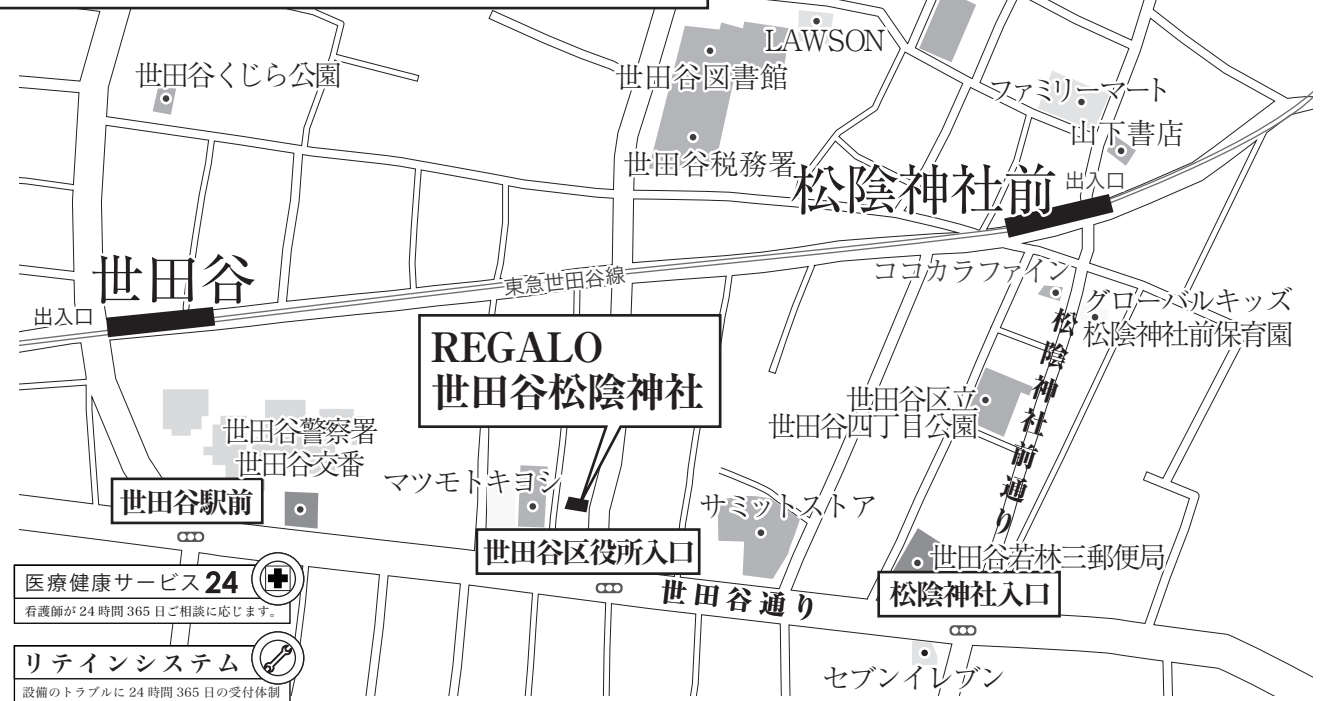 LAWSON
世田谷くじら公園
世田谷図書館
ファミリーマート
山下書店
世田谷税務署
松陰神社前
出入口
世田谷
出入口
東急世田谷線
ココカラファイン
グローバルキッズ
松陰神社前保育園
松陰神社前通り
REGALO
世田谷松陰神社
世田谷区立
世田谷四丁目公園
世田谷警察署
世田谷交番
マツモトキヨシ
サミットストア
世田谷駅前
世田谷区役所入口
世田谷若林三郵便局
松陰神社入口
世田谷通り
セブンイレブン
医療健康サービス24
看護師が24時間365日ご相談に応じます。
リテインシステム
設備のトラブルに24時間365日の受付体制